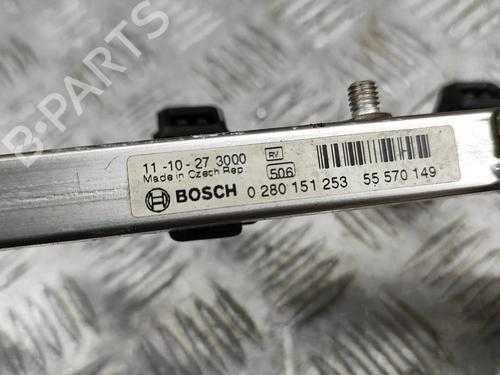 B-PARTS
11-10-27 3000
Made in Czech Rep.
RV
506
BOSCH 0 280 151 253 55 570 149